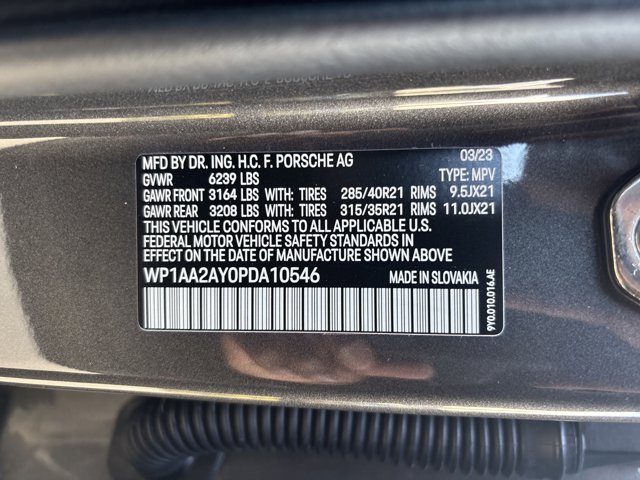 MFD BY DR. ING. H.C. F. PORSCHE AG 03/23
GVWR 6239 LBS TYPE: MPV
GAWR FRONT 3164 LBS WITH: TIRES 285/40R21 RIMS 9.5JX21
GAWR REAR 3208 LBS WITH: TIRES 315/35R21 RIMS 11.0JX21
THIS VEHICLE CONFORMS TO ALL APPLICABLE U.S.
FEDERAL MOTOR VEHICLE SAFETY STANDARDS IN
EFFECT ON THE DATE OF MANUFACTURE SHOWN ABOVE
WP1AA2AY0PDA10546 MADE IN SLOVAKIA
9Y0.010.016.AE